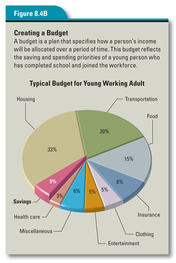 Figure 8.4B
Creating a Budget
A budget is a plan that specifies how a person's income
will be allocated over a period of time. This budget reflects
the saving and spending priorities of a young person who
has completed school and joined the workforce.
Typical Budget for Young Working Adult
Housing
Transportation
Food
20%
33%
15%
9%
8%
3%
6%
5%
5%
Savings
Health care
Insurance
Miscellaneous
Clothing
Entertainment